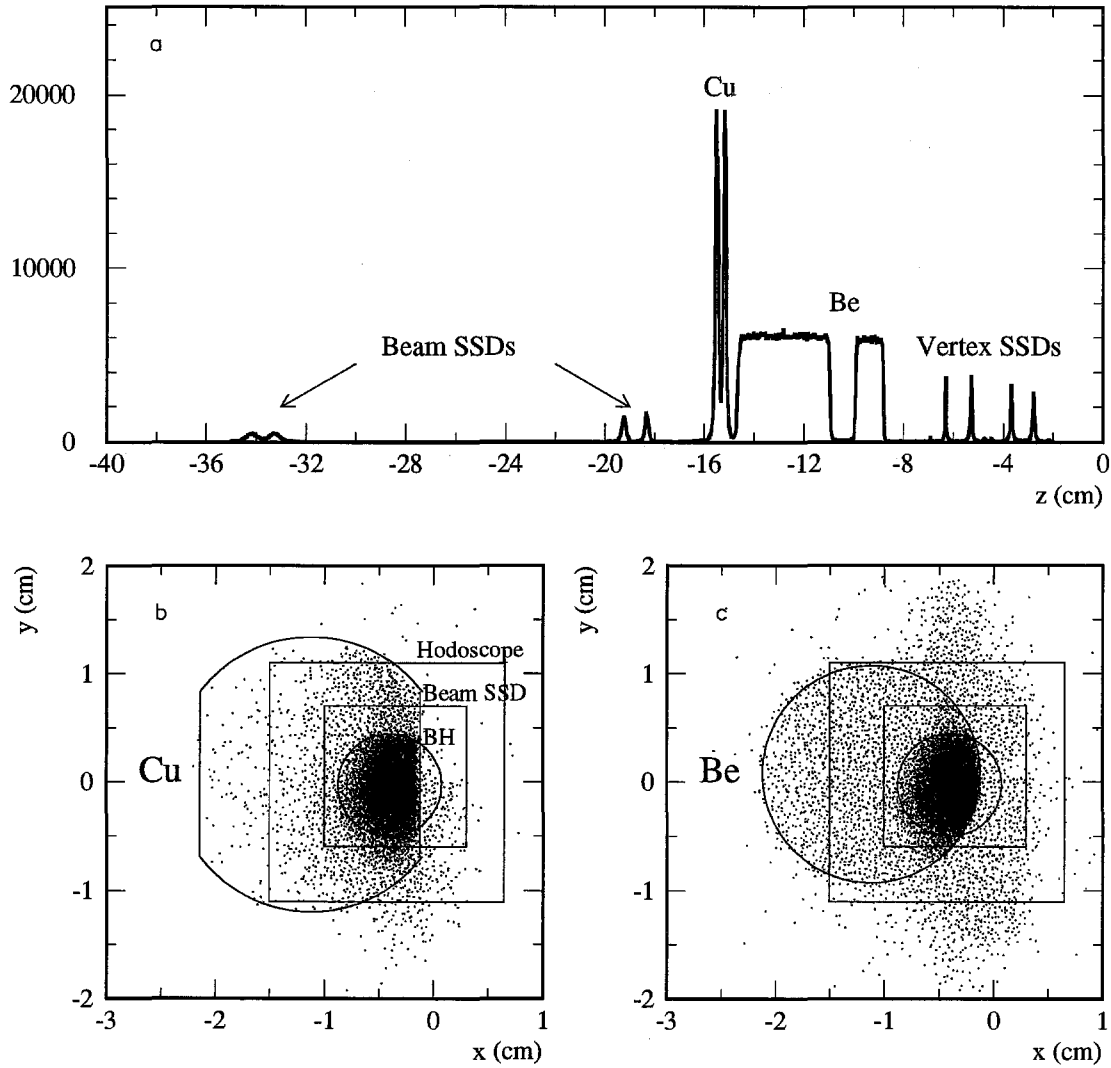 a
20000
10000
0
Cu
Be
Beam SSDs
Vertex SSDs
-40 -36 -32 -28 -24 -20 -16 -12 -8 -4 0
z (cm)
y (cm)
2
1
0
-1
-2
b
Hodoscope
Beam SSD
BH
Cu
-3 -2 -1 0 1
x (cm)
y (cm)
2
1
0
-1
-2
c
Be
-3 -2 -1 0 1
x (cm)